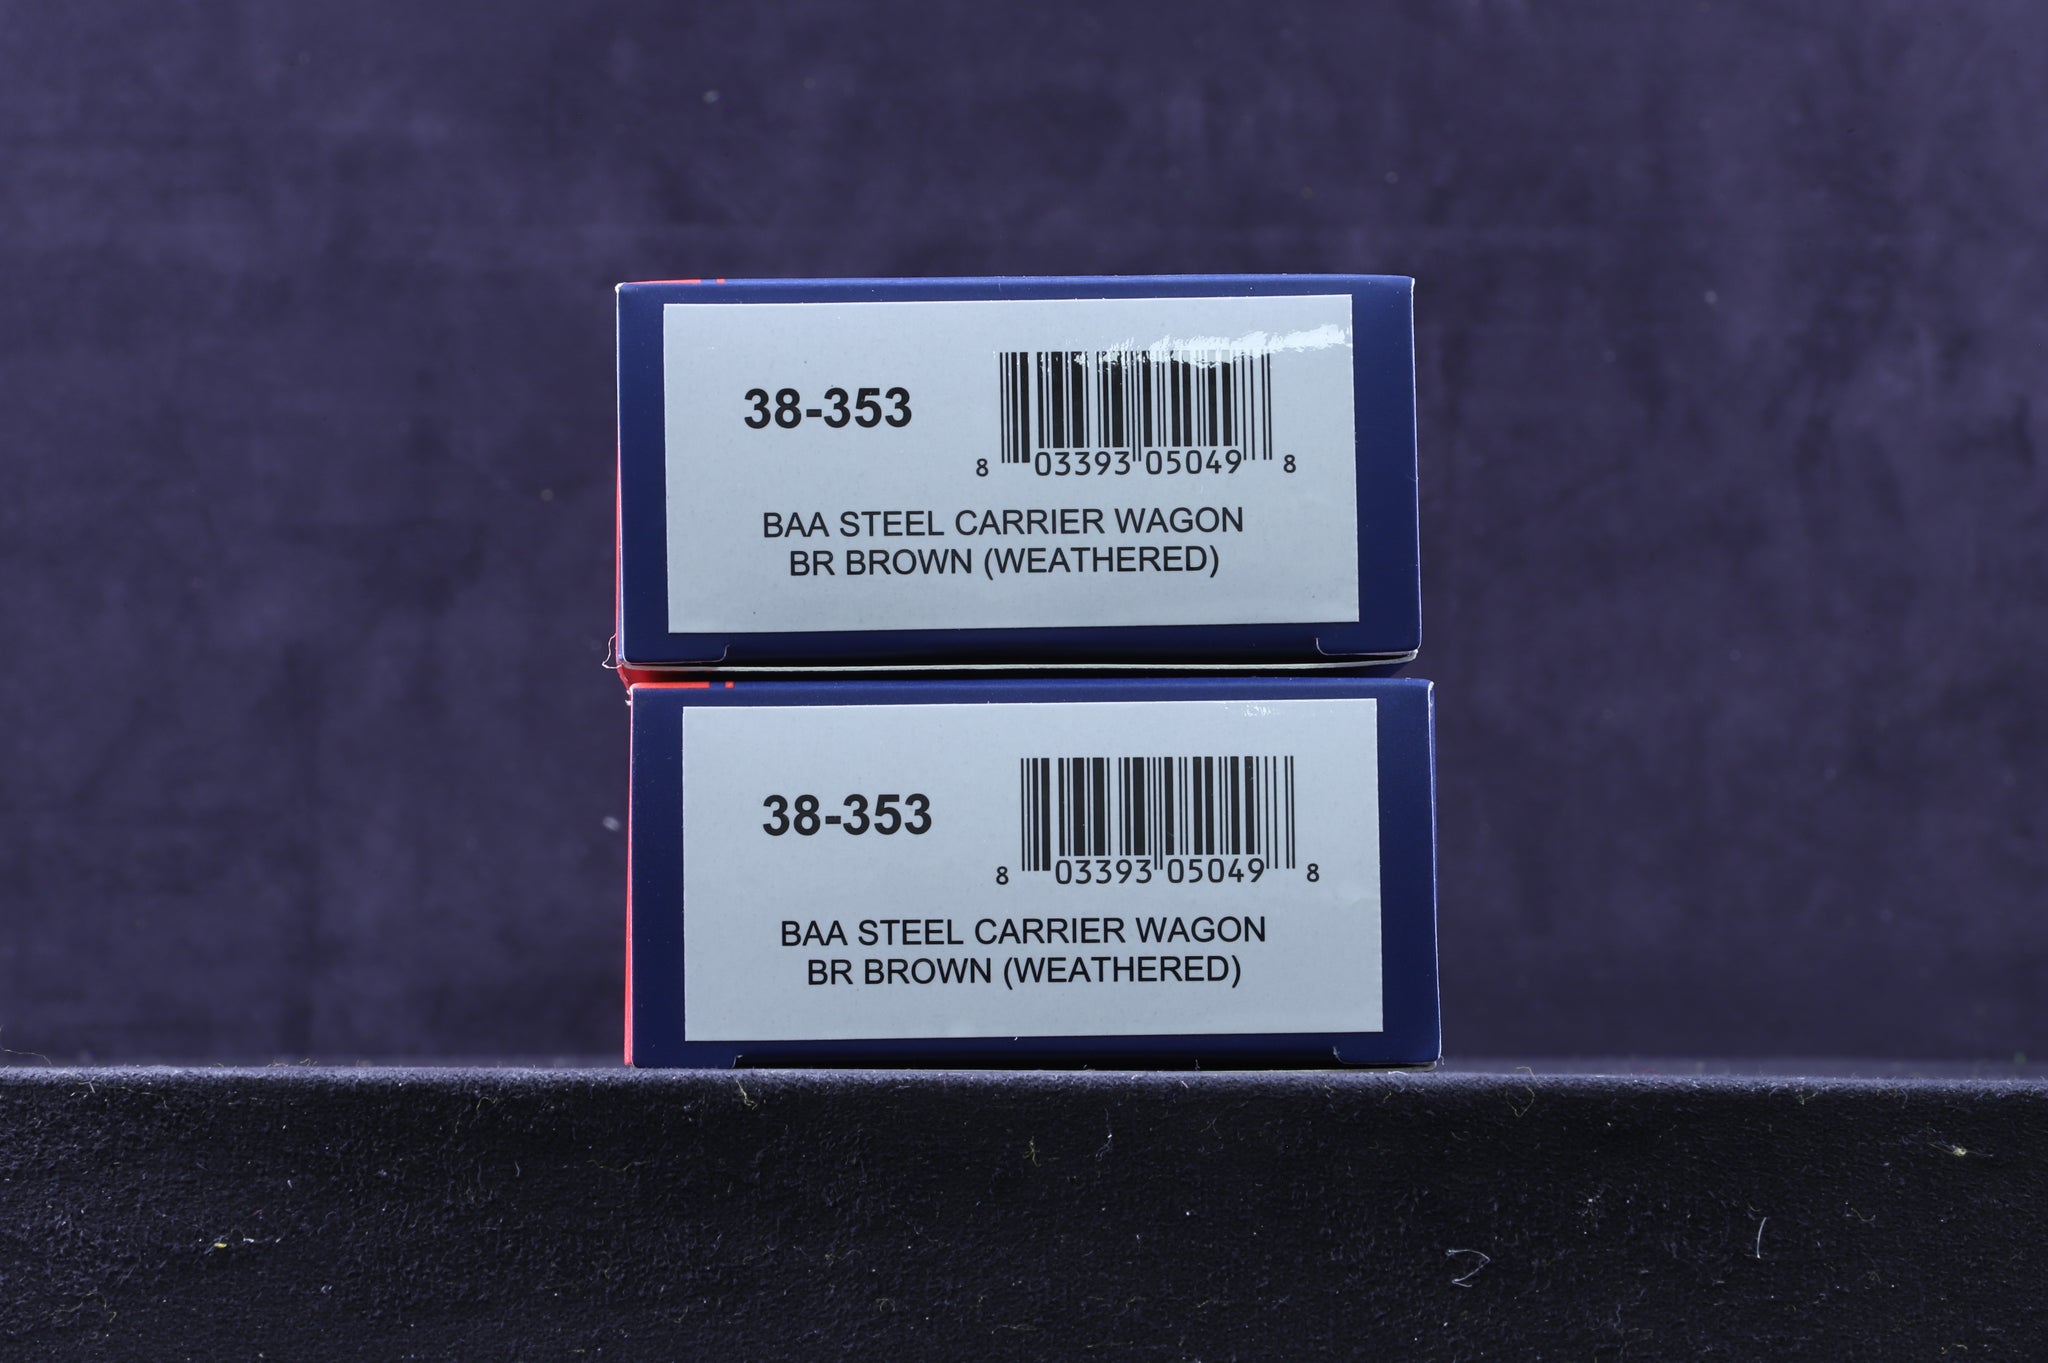 38-353
8 03393 05049 8
BAA STEEL CARRIER WAGON
BR BROWN (WEATHERED)
38-353
8 03393 05049 8
BAA STEEL CARRIER WAGON
BR BROWN (WEATHERED)